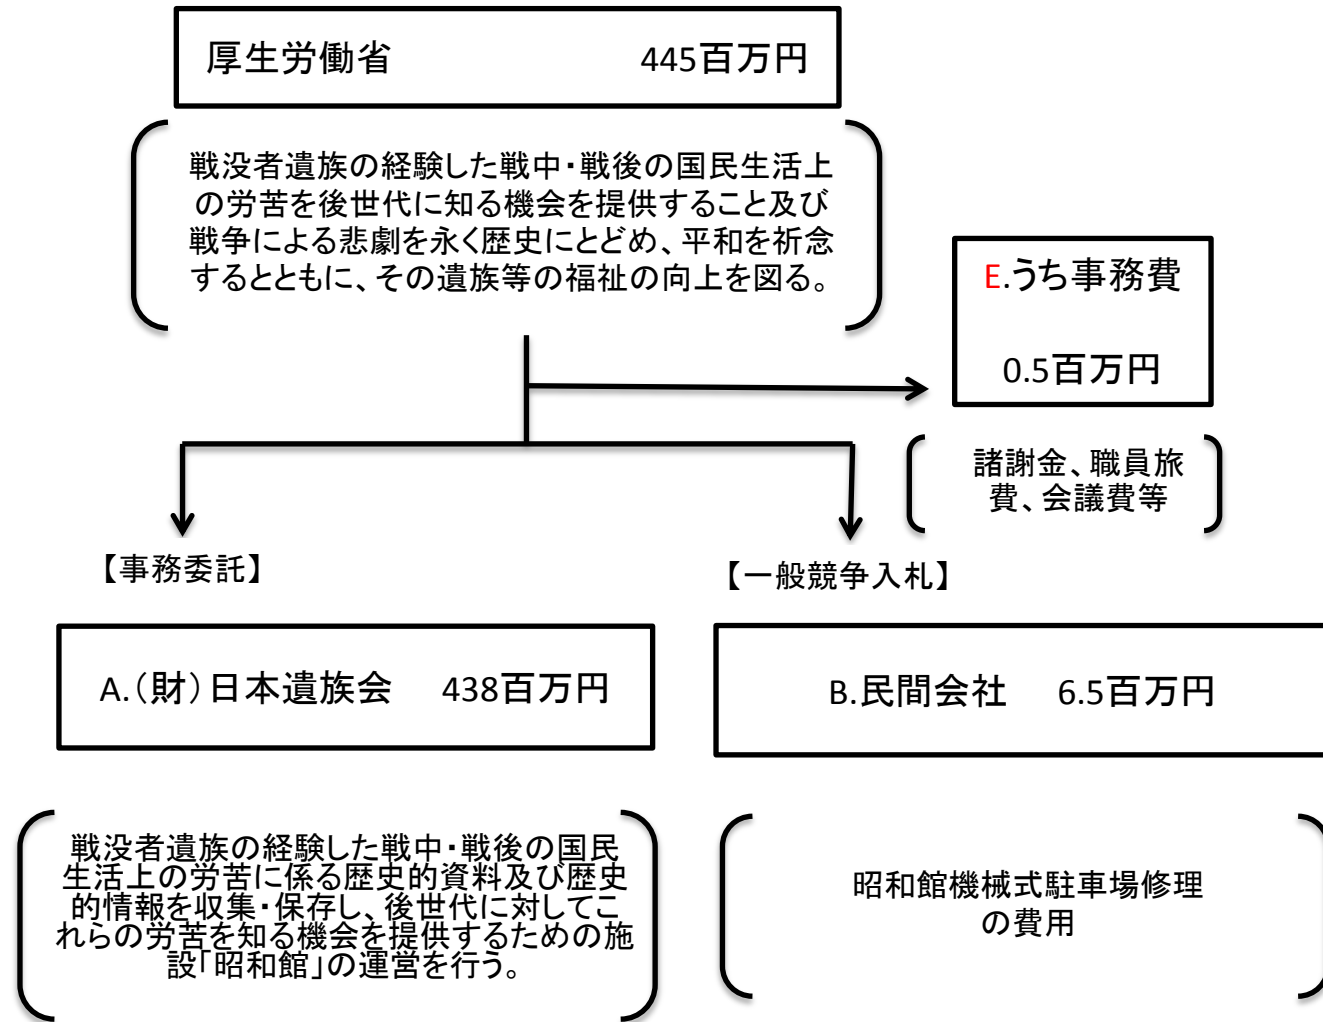 厚生労働省 445百万円
戦没者遺族の経験した戦中・戦後の国民生活上
の労苦を後世代に知る機会を提供すること及び
戦争による悲劇を永く歴史にとどめ、平和を祈念
するとともに、その遺族等の福祉の向上を図る。
E.うち事務費
0.5百万円
諸謝金、職員旅
費、会議費等
【事務委託】
【一般競争入札】
A.(財)日本遺族会 438百万円
B.民間会社 6.5百万円
戦没者遺族の経験した戦中・戦後の国民
生活上の労苦に係る歴史的資料及び歴史
的情報を収集・保存し、後世代に対してこ
れらの労苦を知る機会を提供するための施
設「昭和館」の運営を行う。
昭和館機械式駐車場修理
の費用